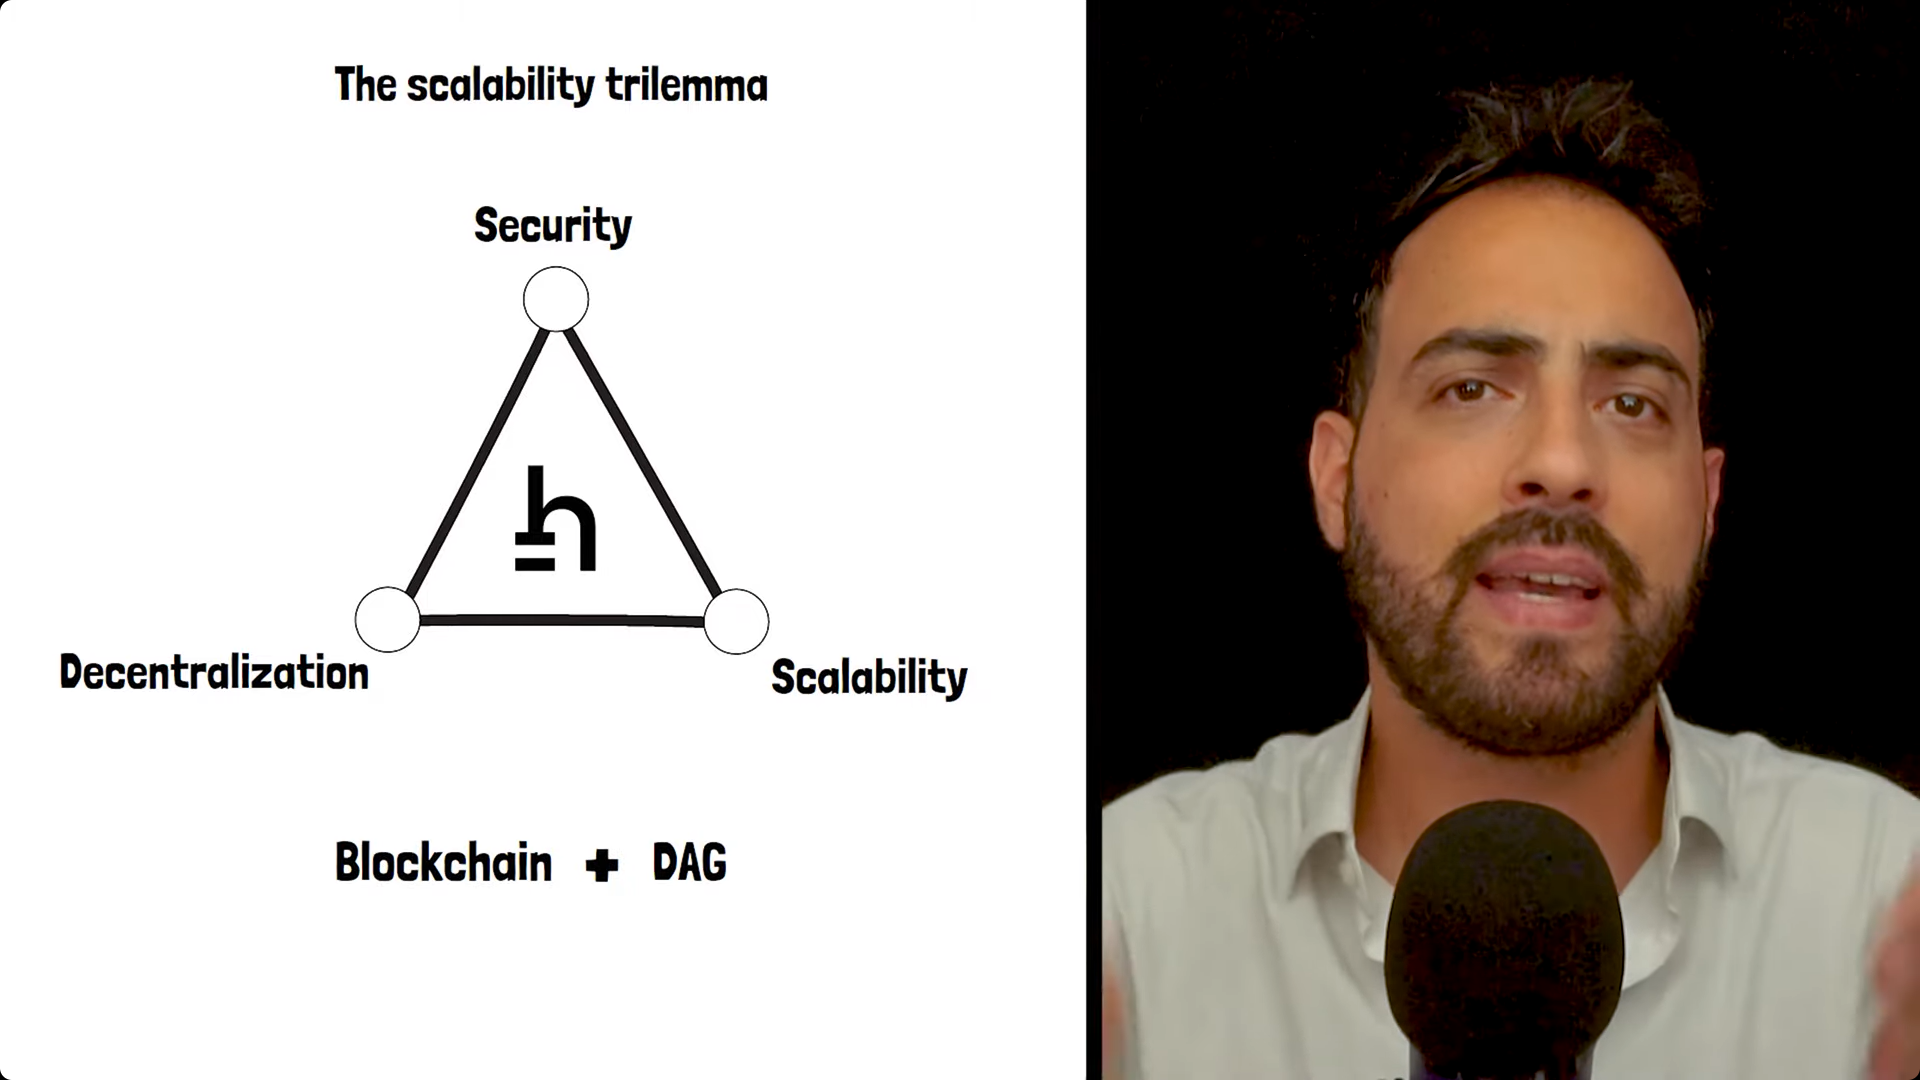 The scalability trilemma
Security
Decentralization
Scalability
Blockchain + DAG